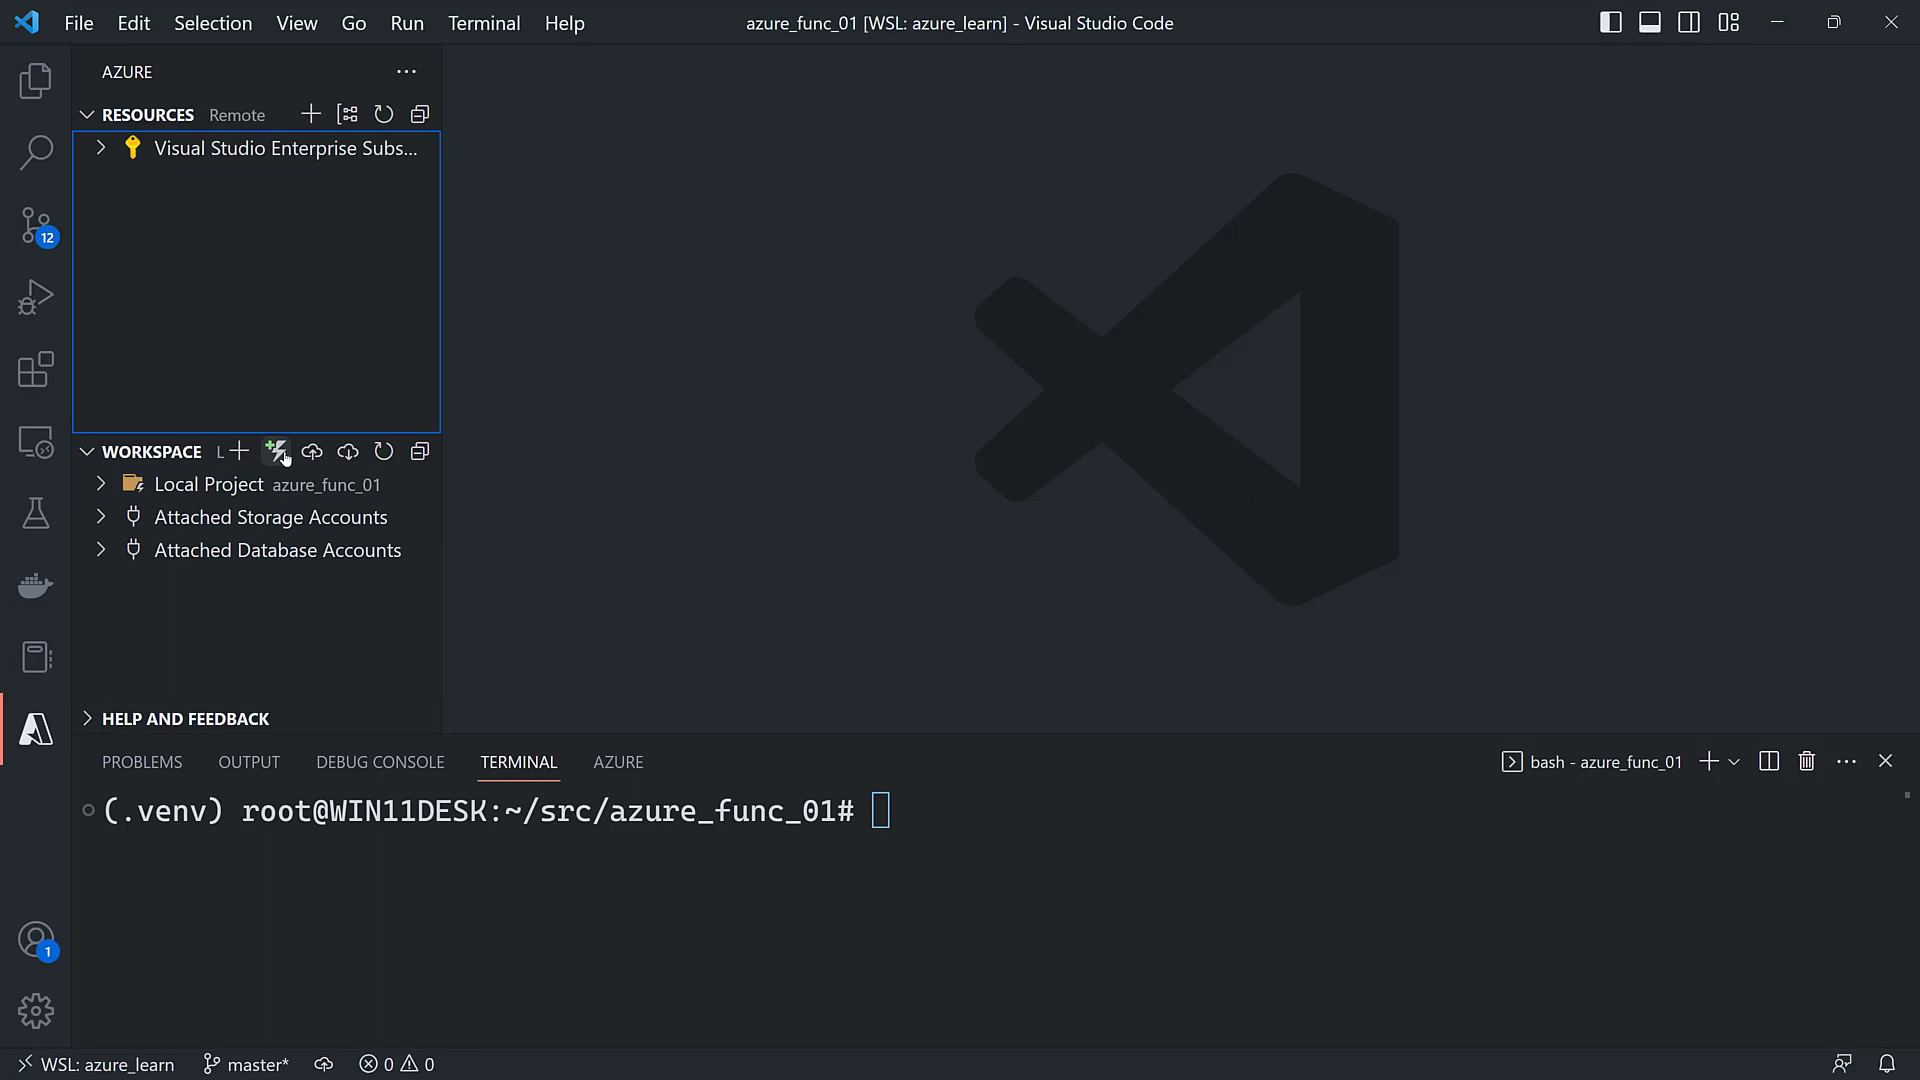 File Edit Selection View Go Run Terminal Help
azure_func_01 [WSL: azure_learn] - Visual Studio Code
AZURE
RESOURCES Remote
Visual Studio Enterprise Subs...
WORKSPACE L
Local Project azure_func_01
Attached Storage Accounts
Attached Database Accounts
HELP AND FEEDBACK
12
1
PROBLEMS OUTPUT DEBUG CONSOLE TERMINAL AZURE
bash - azure_func_01
(.venv) root@WIN11DESK:~/src/azure_func_01#
WSL: azure_learn master* 0 0